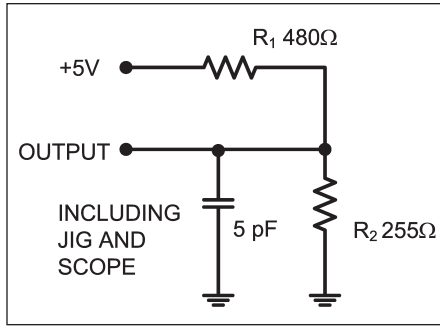 R₁ 480Ω
+5V
OUTPUT
INCLUDING
JIG AND
SCOPE
5 pF
R₂ 255Ω